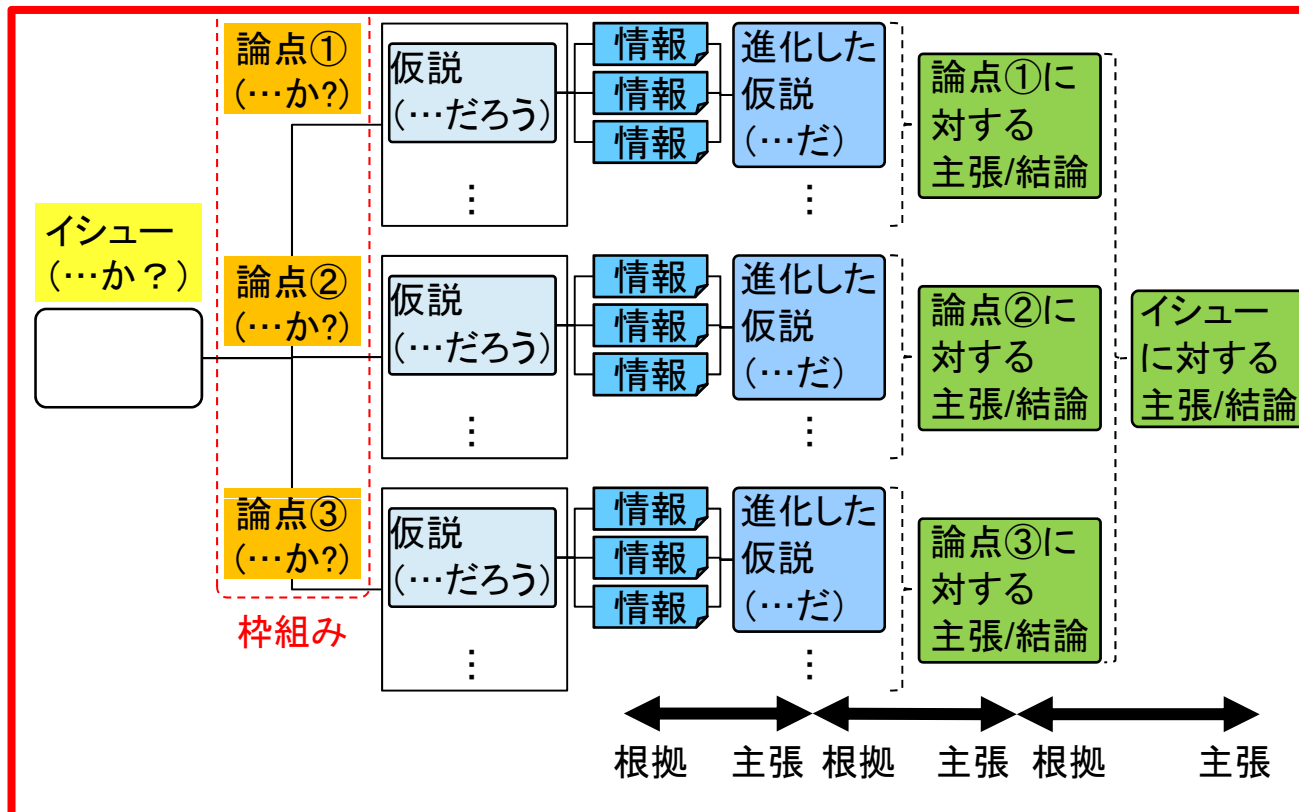 イシュー
(…か？)
論点①
(…か?)
仮説
(…だろう)
⋮
情報
情報
情報
進化した
仮説
(…だ)
⋮
論点①に
対する
主張/結論
論点②
(…か?)
仮説
(…だろう)
⋮
情報
情報
情報
進化した
仮説
(…だ)
⋮
論点②に
対する
主張/結論
論点③
(…か?)
仮説
(…だろう)
⋮
情報
情報
情報
進化した
仮説
(…だ)
⋮
論点③に
対する
主張/結論
イシュー
に対する
主張/結論
枠組み
根拠 主張 根拠 主張 根拠 主張